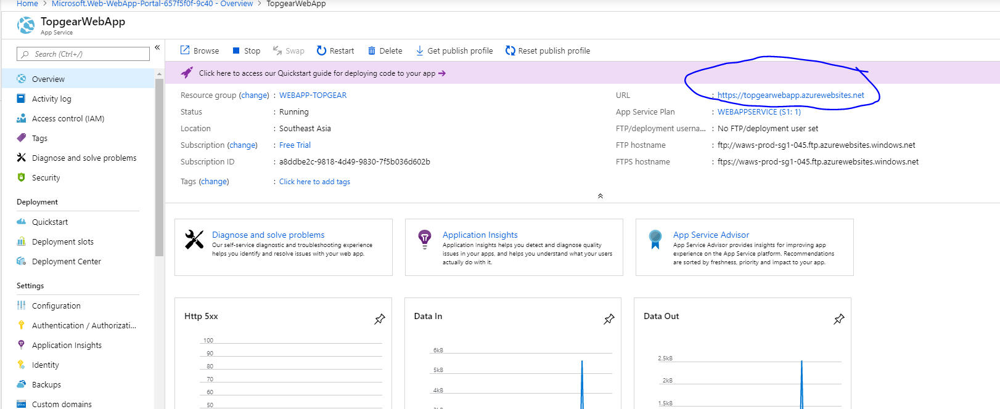 Home > Microsoft.Web-WebApp-Portal-657f5f0f-9c40 - Overview > TopgearWebApp
TopgearWebApp
App Service
Search (Ctrl+/)
«
Overview
Activity log
Access control (IAM)
Tags
Diagnose and solve problems
Security
Deployment
Quickstart
Deployment slots
Deployment Center
Settings
Configuration
Authentication / Authorizati...
Application Insights
Identity
Backups
Custom domains
Browse Stop Swap Restart Delete Get publish profile Reset publish profile
Click here to access our Quickstart guide for deploying code to your app →
Resource group (change) : WEBAPP-TOPGEAR
Status : Running
Location : Southeast Asia
Subscription (change) : Free Trial
Subscription ID : a8ddbe2c-9818-4d49-9830-7f5b036d602b
Tags (change) : Click here to add tags
URL : https://topgearwebapp.azurewebsites.net
App Service Plan : WEBAPPSERVICE (S1: 1)
FTP/deployment userna... : No FTP/deployment user set
FTP hostname : ftp://waws-prod-sg1-045.ftp.azurewebsites.windows.net
FTPS hostname : ftps://waws-prod-sg1-045.ftp.azurewebsites.windows.net
Diagnose and solve problems
Our self-service diagnostic and troubleshooting experience
helps you identify and resolve issues with your web app.
Application Insights
Application Insights helps you detect and diagnose quality
issues in your apps, and helps you understand what your users
actually do with it.
App Service Advisor
App Service Advisor provides insights for improving app
experience on the App Service platform. Recommendations
are sorted by freshness, priority and impact to your app.
Http 5xx
100
90
80
70
60
50
Data In
6kB
5kB
4kB
Data Out
2.5kB
2kB
1.5kB